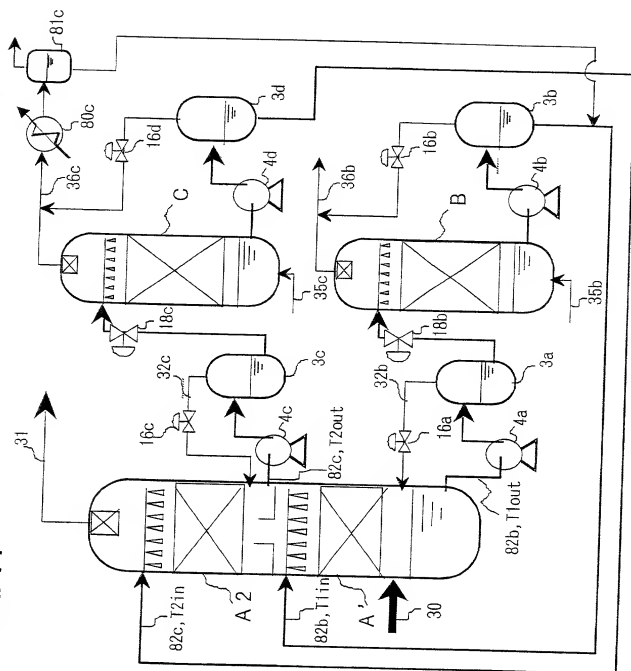 81c
80c
36c
16d
3d
4d
C
35c
18c
36b
16b
3b
4b
B
35b
18b
31
32c
16c
3c
4c
82c, T2out
32b
16a
3a
4a
82b, T1out
82c, T2in
A 2
82b, T1in
A'
30